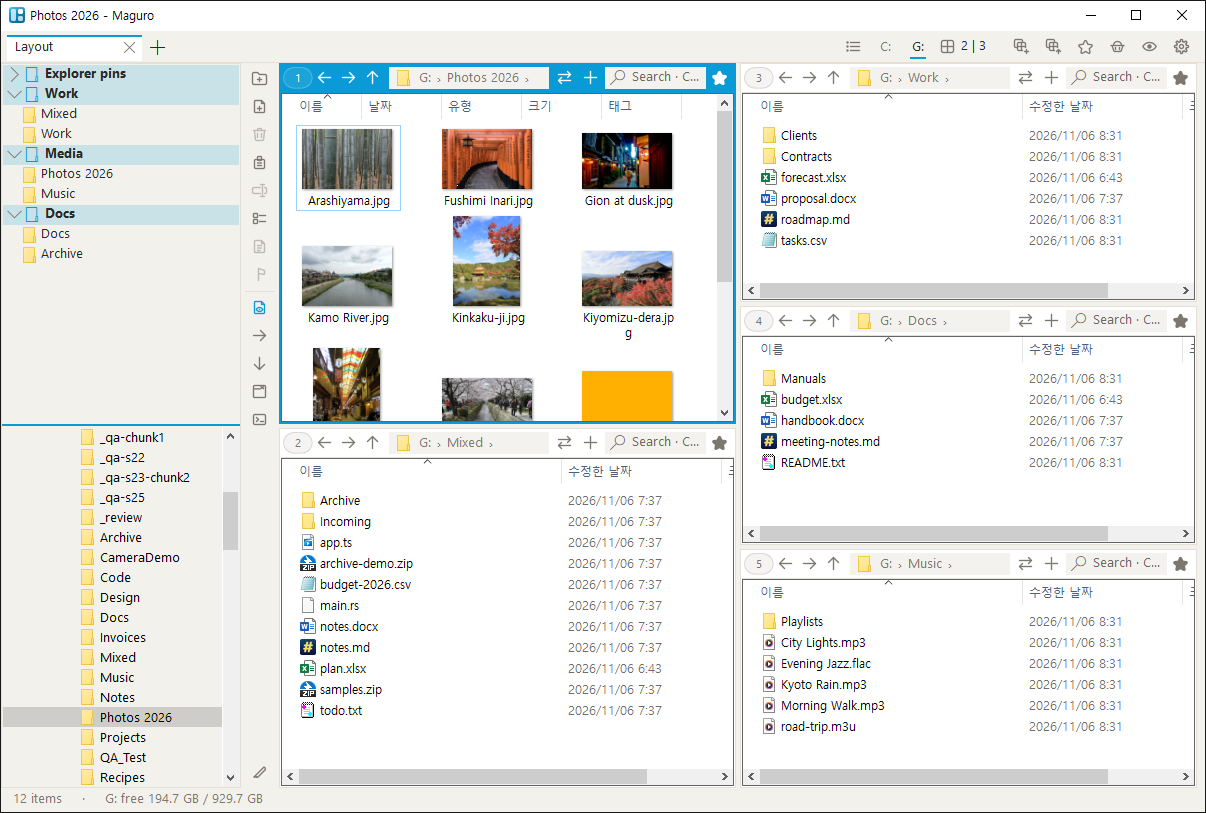 Photos 2026 - Maguro
Layout
C:
G:
2 | 3
Explorer pins
Work
Mixed
Work
Media
Photos 2026
Music
Docs
Docs
Archive
_qa-chunk1
_qa-s22
_qa-s23-chunk2
_qa-s25
_review
Archive
CameraDemo
Code
Design
Docs
Invoices
Mixed
Music
Notes
Photos 2026
Projects
QA_Test
Recipes
1
G: › Photos 2026 ›
Search · C...
이름 날짜 유형 크기 태그
Arashiyama.jpg
Fushimi Inari.jpg
Gion at dusk.jpg
Kamo River.jpg
Kinkaku-ji.jpg
Kiyomizu-dera.jp
g
2
G: › Mixed ›
Search · C...
이름 수정한 날짜
Archive 2026/11/06 7:37
Incoming 2026/11/06 7:37
app.ts 2026/11/06 7:37
archive-demo.zip 2026/11/06 7:37
budget-2026.csv 2026/11/06 7:37
main.rs 2026/11/06 7:37
notes.docx 2026/11/06 7:37
notes.md 2026/11/06 7:37
plan.xlsx 2026/11/06 6:43
samples.zip 2026/11/06 7:37
todo.txt 2026/11/06 7:37
3
G: › Work ›
Search · C...
이름 수정한 날짜
Clients 2026/11/06 8:31
Contracts 2026/11/06 8:31
forecast.xlsx 2026/11/06 6:43
proposal.docx 2026/11/06 7:37
roadmap.md 2026/11/06 8:31
tasks.csv 2026/11/06 8:31
4
G: › Docs ›
Search · C...
이름 수정한 날짜
Manuals 2026/11/06 8:31
budget.xlsx 2026/11/06 6:43
handbook.docx 2026/11/06 7:37
meeting-notes.md 2026/11/06 7:37
README.txt 2026/11/06 8:31
5
G: › Music ›
Search · C...
이름 수정한 날짜
Playlists 2026/11/06 8:31
City Lights.mp3 2026/11/06 8:31
Evening Jazz.flac 2026/11/06 8:31
Kyoto Rain.mp3 2026/11/06 8:31
Morning Walk.mp3 2026/11/06 8:31
road-trip.m3u 2026/11/06 8:31
12 items · G: free 194.7 GB / 929.7 GB